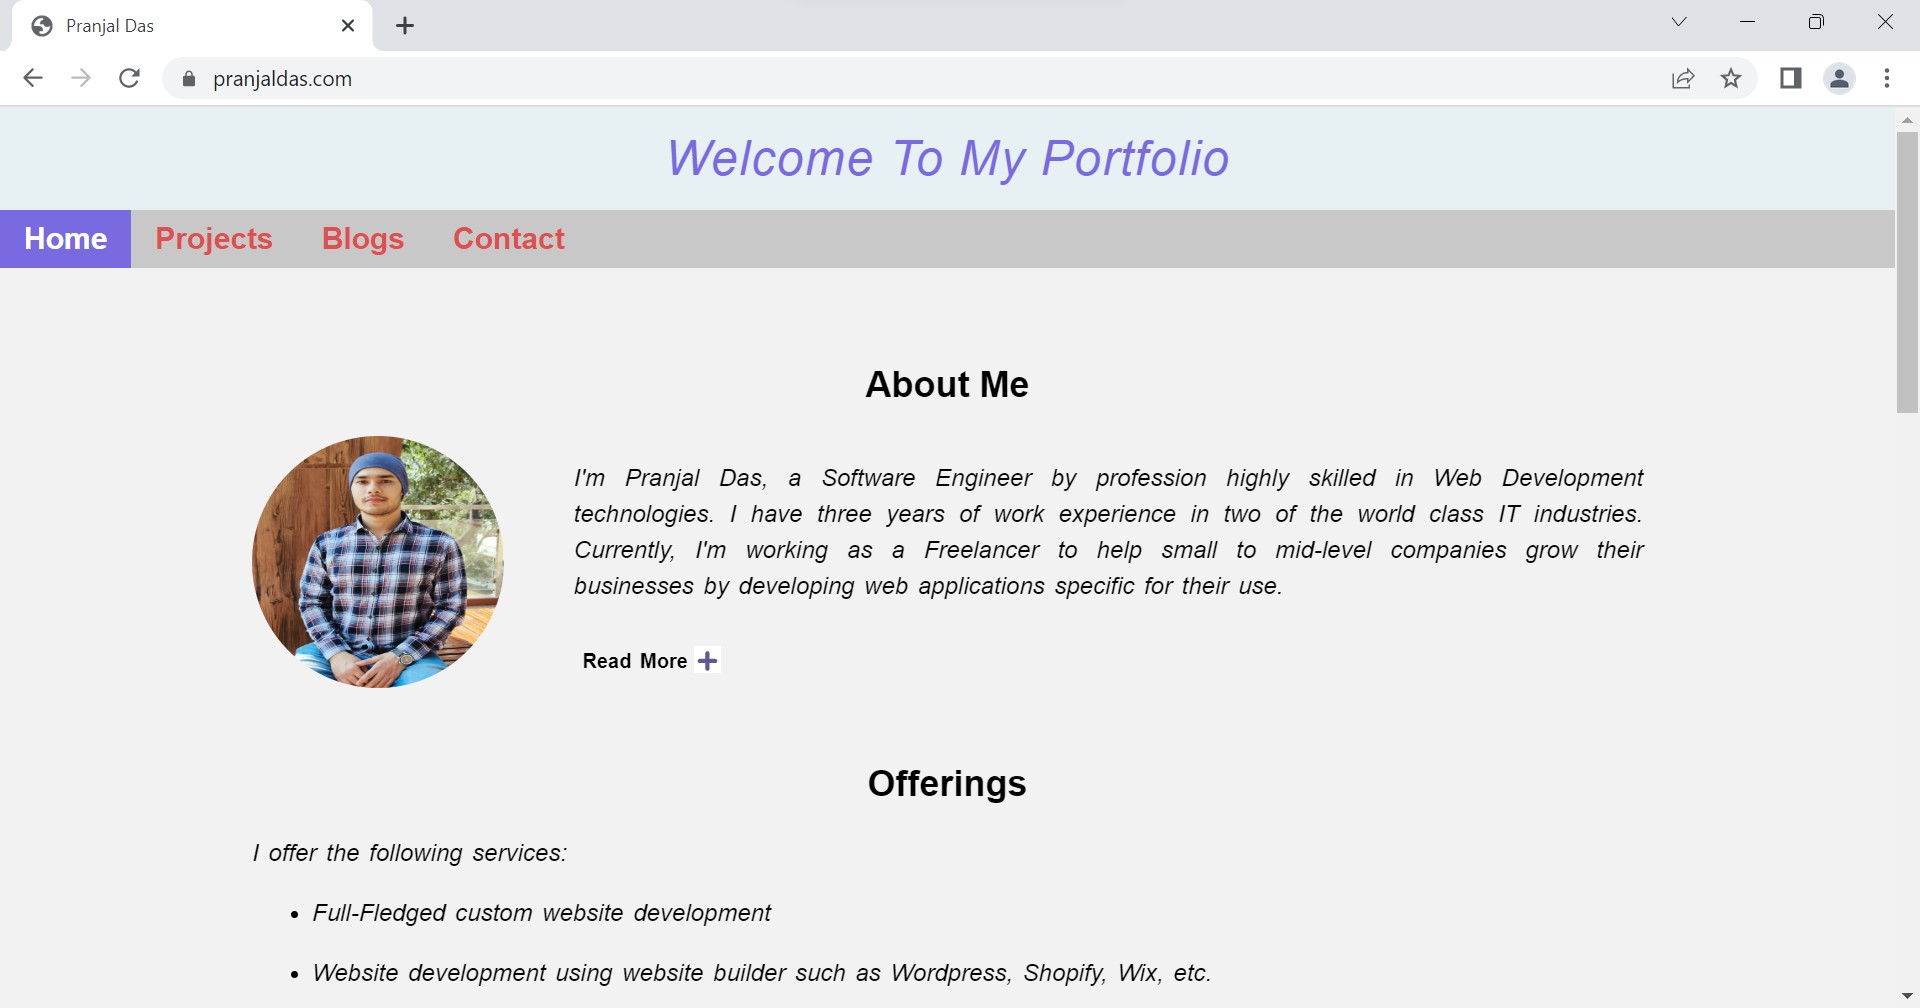 Pranjal Das
pranjaldas.com
Welcome To My Portfolio
Home Projects Blogs Contact
About Me
I'm Pranjal Das, a Software Engineer by profession highly skilled in Web Development
technologies. I have three years of work experience in two of the world class IT industries.
Currently, I'm working as a Freelancer to help small to mid-level companies grow their
businesses by developing web applications specific for their use.
Read More
Offerings
I offer the following services:
• Full-Fledged custom website development
• Website development using website builder such as Wordpress, Shopify, Wix, etc.